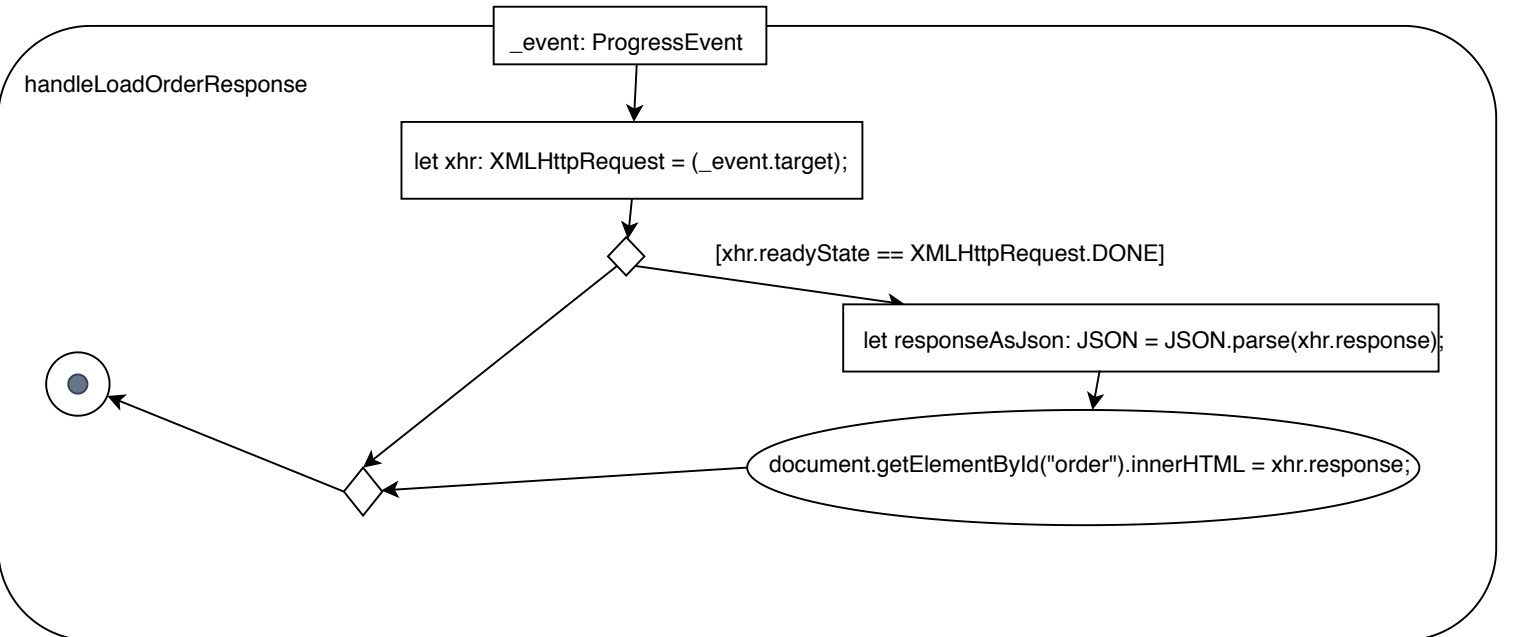 _event: ProgressEvent
handleLoadOrderResponse
let xhr: XMLHttpRequest = (_event.target);
[xhr.readyState == XMLHttpRequest.DONE]
let responseAsJson: JSON = JSON.parse(xhr.response);
document.getElementById("order").innerHTML = xhr.response;